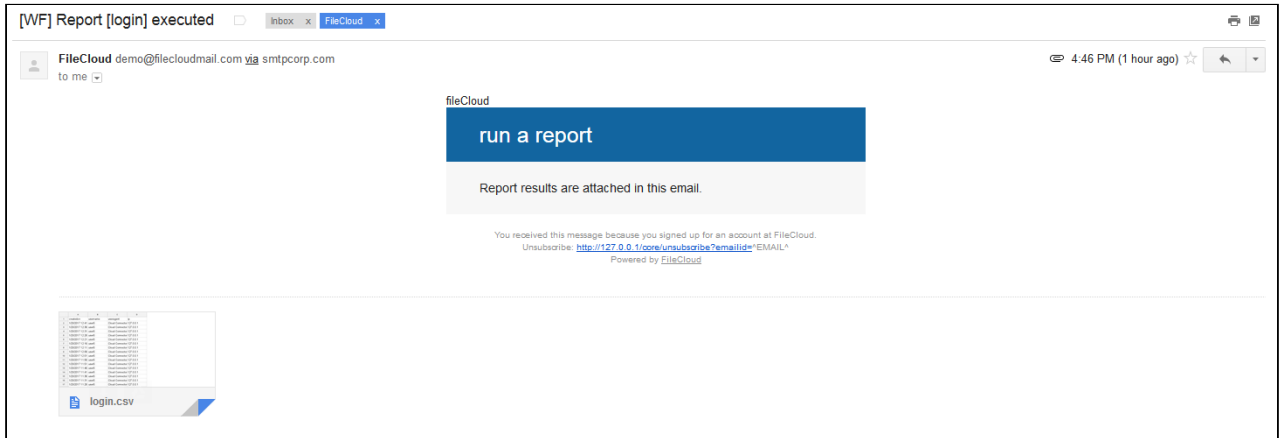 [WF] Report [login] executed Inbox x FileCloud x
FileCloud demo@filecloudmail.com via smtpcorp.com 4:46 PM (1 hour ago)
to me
fileCloud
run a report
Report results are attached in this email.
You received this message because you signed up for an account at FileCloud.
Unsubscribe: http://127.0.0.1/core/unsubscribe?emailid=^EMAIL^
Powered by FileCloud
login.csv